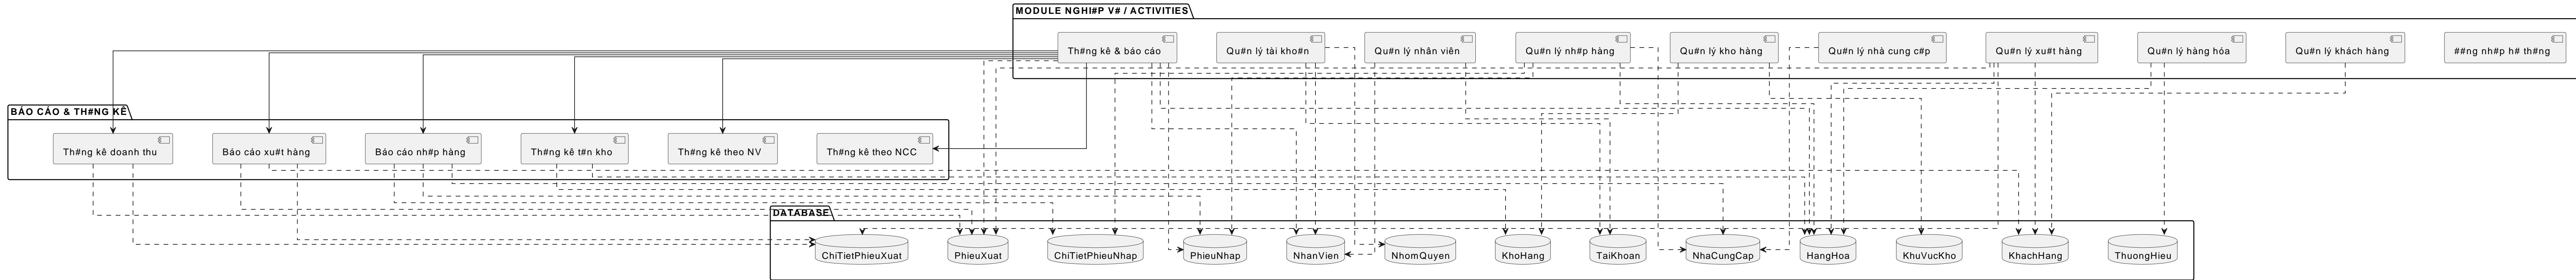 MODULE NGHI#P V# / ACTIVITIES
Th#ng kê & báo cáo
Qu#n lý tài kho#n
Qu#n lý nhân viên
Qu#n lý nh#p hàng
Qu#n lý kho hàng
Qu#n lý nhà cung c#p
Qu#n lý xu#t hàng
Qu#n lý hàng hóa
Qu#n lý khách hàng
##ng nh#p h# th#ng
BÁO CÁO & TH#NG KÊ
Th#ng kê doanh thu
Báo cáo xu#t hàng
Báo cáo nh#p hàng
Th#ng kê t#n kho
Th#ng kê theo NV
Th#ng kê theo NCC
DATABASE
ChiTietPhieuXuat
PhieuXuat
ChiTietPhieuNhap
PhieuNhap
NhanVien
NhomQuyen
KhoHang
TaiKhoan
NhaCungCap
HangHoa
KhuVucKho
KhachHang
ThuongHieu